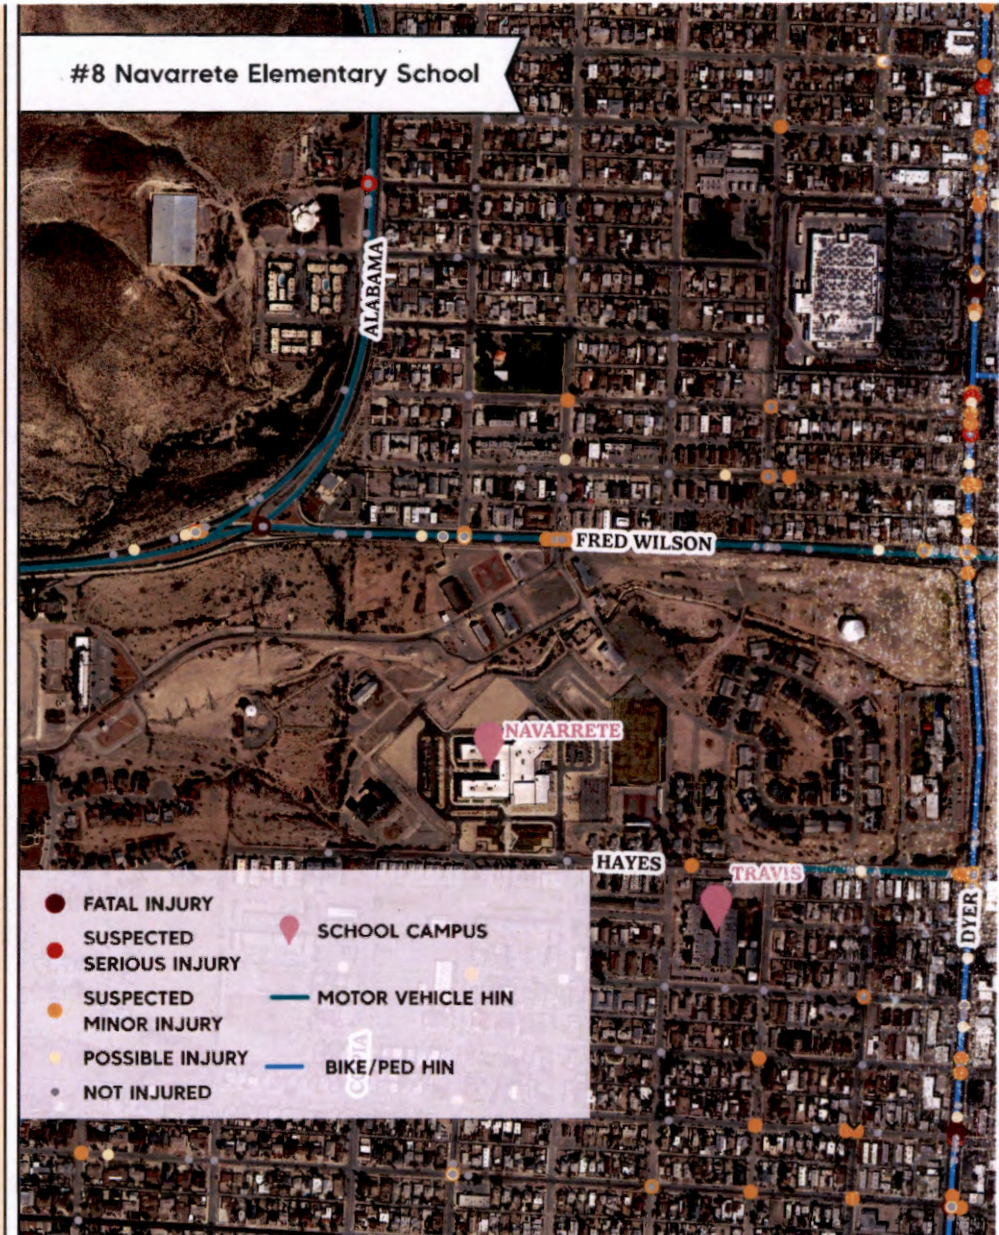 #8 Navarrete Elementary School
ALABAMA
FRED WILSON
NAVARRETE
HAYES
TRAVIS
DYER
FATAL INJURY
SUSPECTED
SERIOUS INJURY
SUSPECTED
MINOR INJURY
POSSIBLE INJURY
NOT INJURED
SCHOOL CAMPUS
MOTOR VEHICLE HIN
BIKE/PED HIN